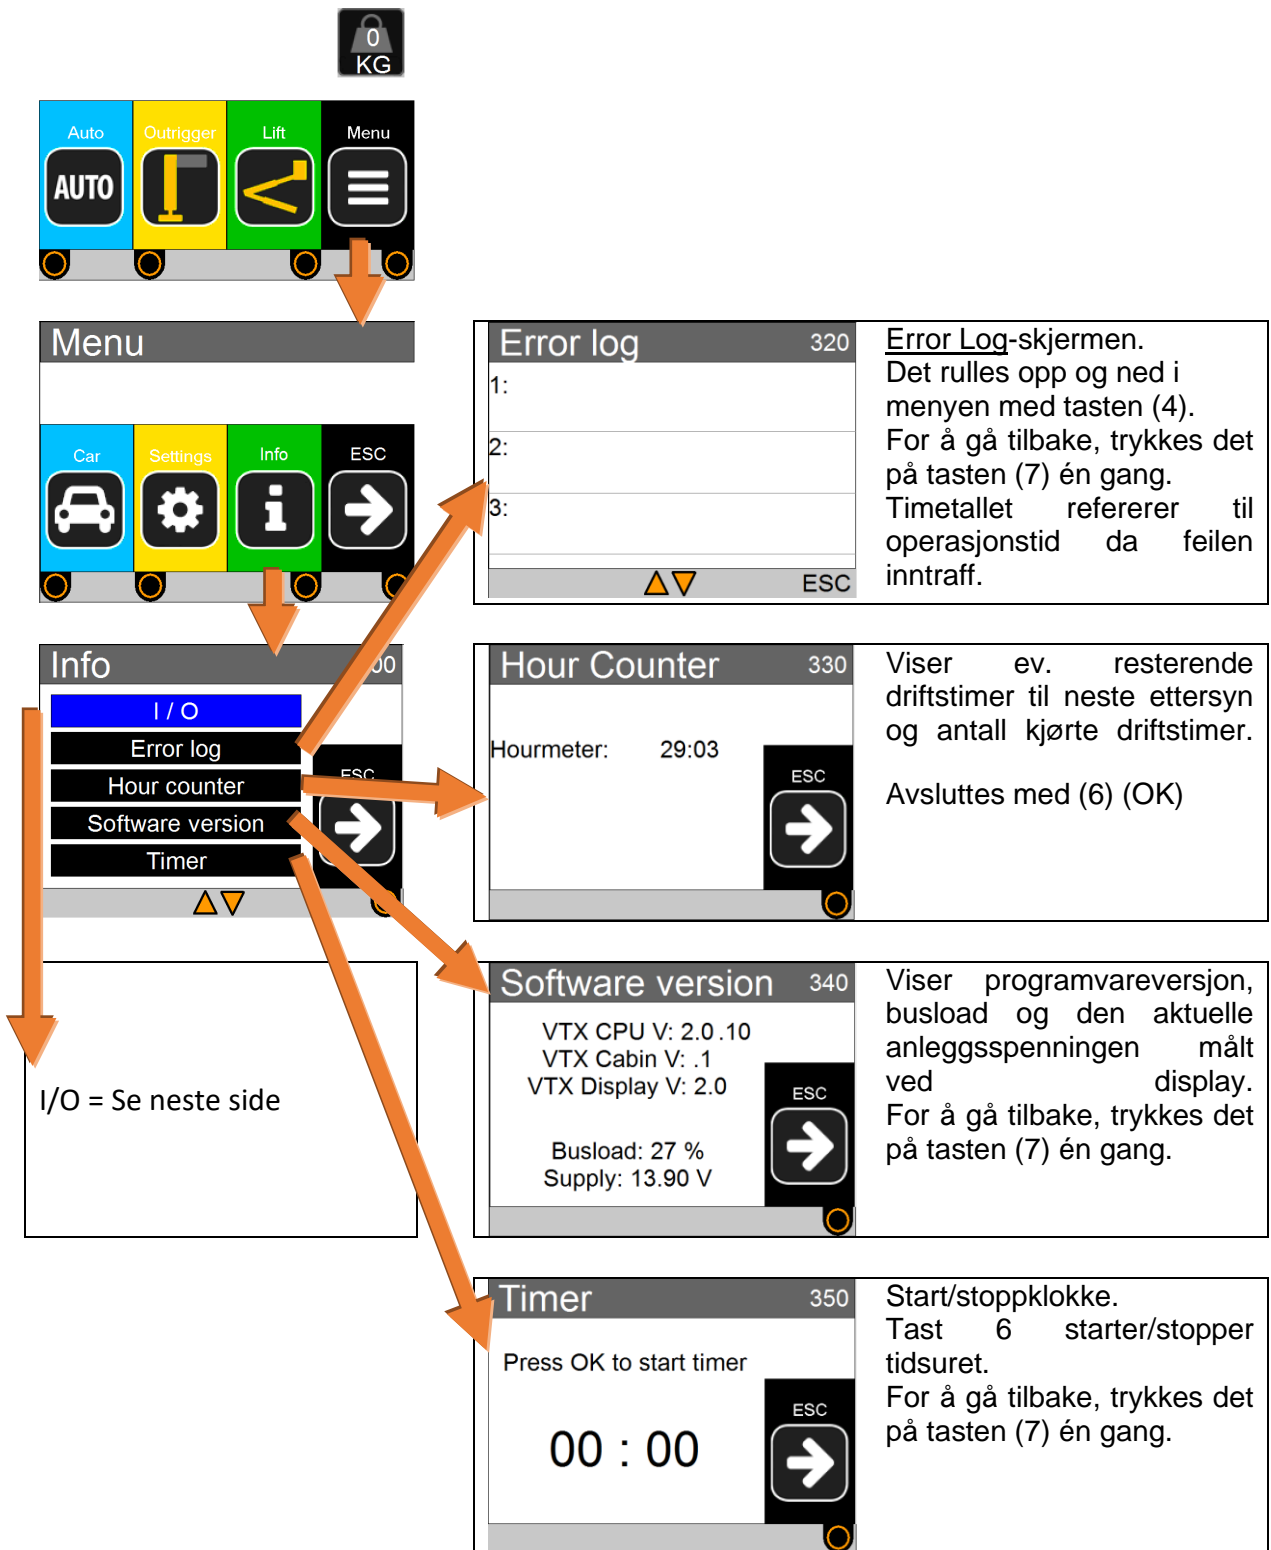 0
KG
Auto
Outrigger
Lift
Menu
AUTO
Menu
Car
Settings
Info
ESC
Error log
320
1:
2:
3:
ESC
Error Log-skjermen.
Det rulles opp og ned i
menyen med tasten (4).
For å gå tilbake, trykkes det
på tasten (7) én gang.
Timetallet refererer til
operasjonstid da feilen
inntraff.
Info
00
I / O
Error log
Hour counter
Software version
Timer
ESC
Hour Counter
330
Hourmeter: 29:03
ESC
Viser ev. resterende
driftstimer til neste ettersyn
og antall kjørte driftstimer.
Avsluttes med (6) (OK)
I/O = Se neste side
Software version
340
VTX CPU V: 2.0.10
VTX Cabin V: .1
VTX Display V: 2.0
Busload: 27 %
Supply: 13.90 V
ESC
Viser programvareversjon,
busload og den aktuelle
anleggsspenningen målt
ved display.
For å gå tilbake, trykkes det
på tasten (7) én gang.
Timer
350
Press OK to start timer
00 : 00
ESC
Start/stoppklokke.
Tast 6 starter/stopper
tidsuret.
For å gå tilbake, trykkes det
på tasten (7) én gang.